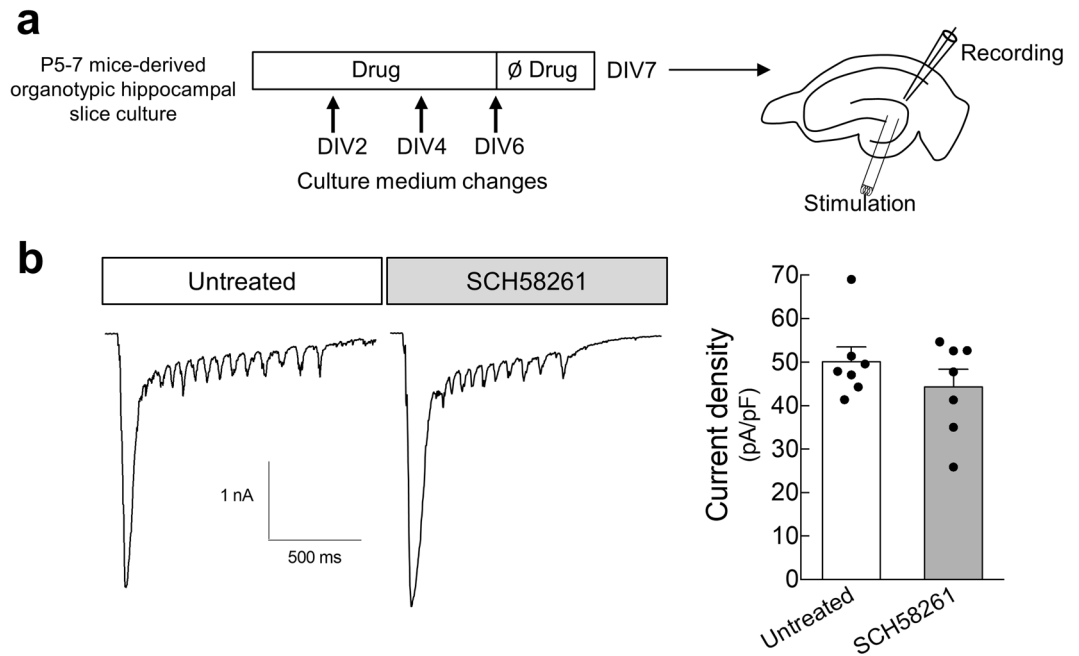 a
P5-7 mice-derived
organotypic hippocampal
slice culture
Drug
Ø Drug
DIV7
DIV2
DIV4
DIV6
Culture medium changes
Recording
Stimulation
b
Untreated
SCH58261
1 nA
500 ms
Current density
(pA/pF)
70
60
50
40
30
20
10
0
Untreated
SCH58261